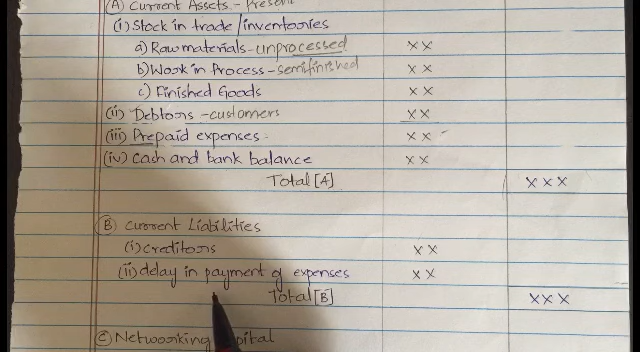 (A) Current Assets - Present
(i) Stock in trade/inventories
a) Raw materials - unprocessed xx
b) Work in Process - semifinished xx
c) Finished Goods xx
(ii) Debtors - customers xx
(iii) Prepaid expenses xx
(iv) Cash and bank balance xx
Total [A] xxx
(B) Current Liabilities
(i) creditors xx
(ii) delay in payment of expenses xx
Total [B] xxx
(C) Networking pital